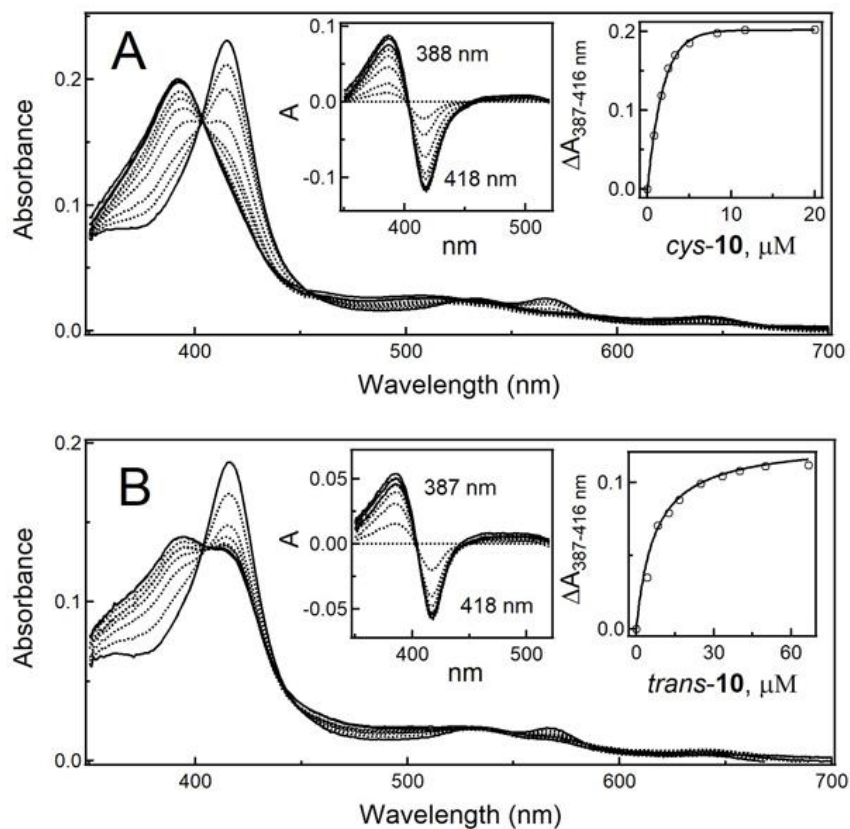 A
0.2
0.1
0.0
Absorbance
400
500
600
700
Wavelength (nm)
0.1
0.0
-0.1
A
388 nm
418 nm
400
500
nm
0.2
0.1
0.0
ΔA387-416 nm
0
10
20
cys-10, μM
B
0.2
0.1
0.0
Absorbance
400
500
600
700
Wavelength (nm)
0.05
0.00
-0.05
A
387 nm
418 nm
400
500
nm
0.1
0.0
ΔA387-416 nm
0
30
60
trans-10, μM